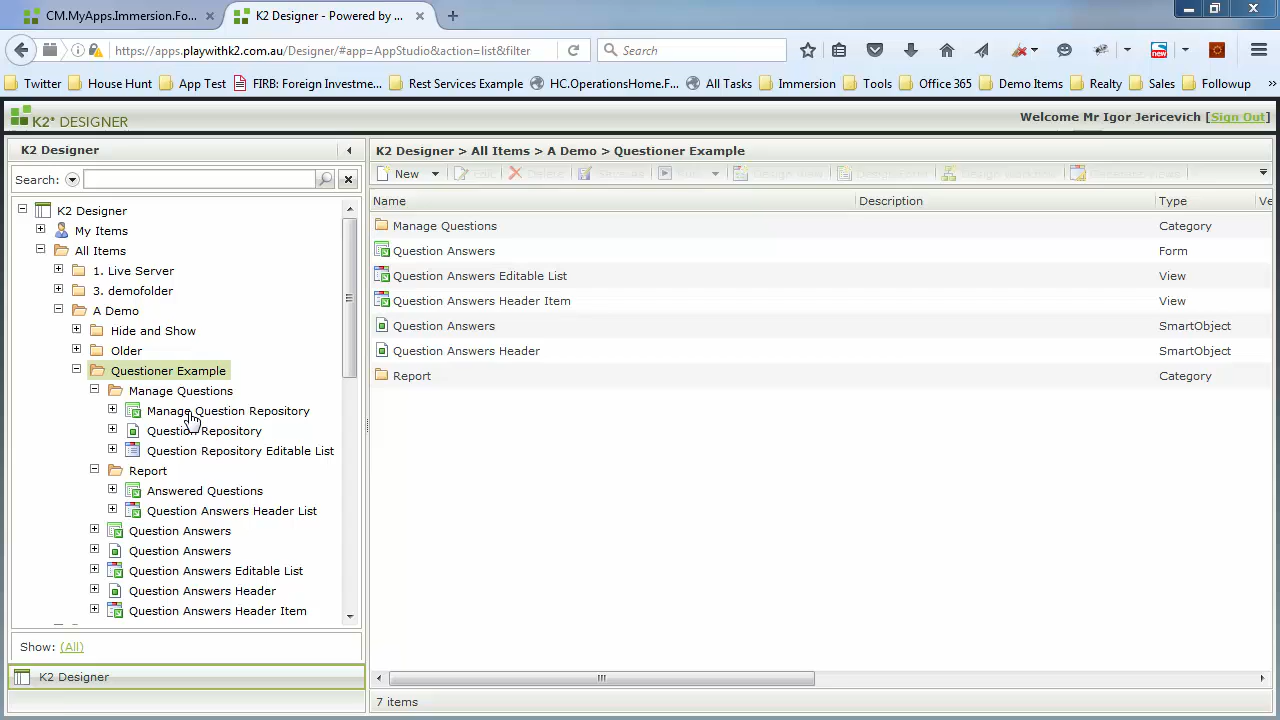 CM.MyApps.Immersion.Fo...
K2 Designer - Powered by ...
https://apps.playwithk2.com.au/Designer/#app=AppStudio&action=list&filter
Search
new
Twitter
House Hunt
App Test
FIRB: Foreign Investme...
Rest Services Example
HC.OperationsHome.F...
All Tasks
Immersion
Tools
Office 365
Demo Items
Realty
Sales
Followup
K2 DESIGNER
Welcome Mr Igor Jericevich [Sign Out]
K2 Designer
Search:
K2 Designer
My Items
All Items
1. Live Server
3. demofolder
A Demo
Hide and Show
Older
Questioner Example
Manage Questions
Manage Question Repository
Question Repository
Question Repository Editable List
Report
Answered Questions
Question Answers Header List
Question Answers
Question Answers
Question Answers Editable List
Question Answers Header
Question Answers Header Item
Show: (All)
K2 Designer
K2 Designer > All Items > A Demo > Questioner Example
New
Name Description Type Ve
Manage Questions Category
Question Answers Form
Question Answers Editable List View
Question Answers Header Item View
Question Answers SmartObject
Question Answers Header SmartObject
Report Category
7 items